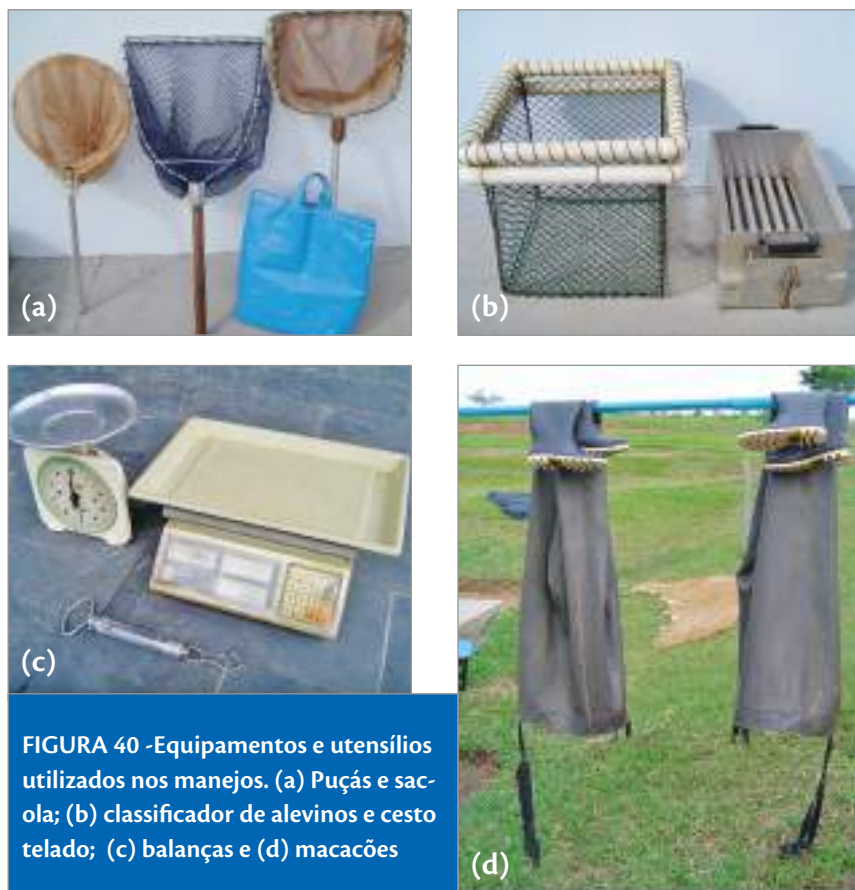 (a)
(b)
(c)
(d)
FIGURA 40 -Equipamentos e utensílios
utilizados nos manejos. (a) Puçás e sac-
ola; (b) classificador de alevinos e cesto
telado; (c) balanças e (d) macacões